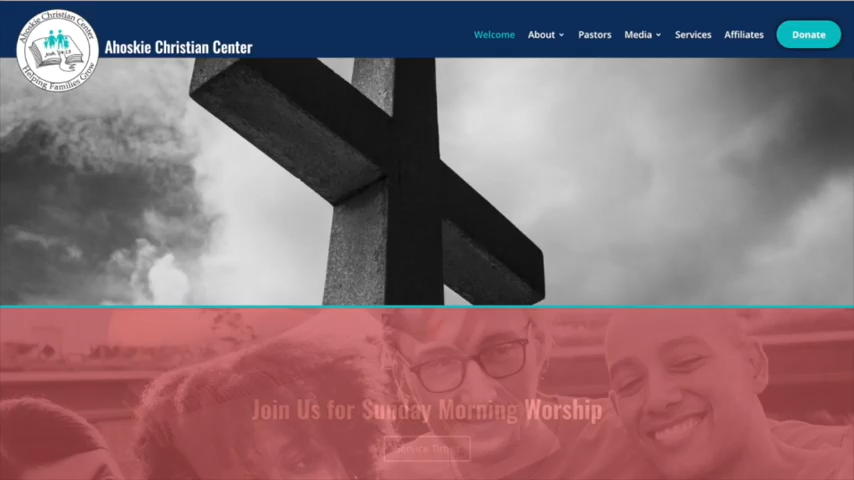 Ahoskie Christian Center
Helping Families Grow
Ahoskie Christian Center
Welcome
About
Pastors
Media
Services
Affiliates
Donate
Join Us for Sunday Morning Worship
Service Times